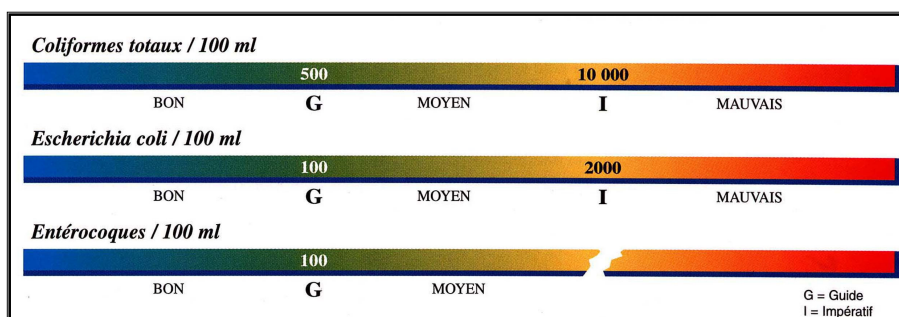 Coliformes totaux / 100 ml
500 10 000
BON G MOYEN I MAUVAIS
Escherichia coli / 100 ml
100 2000
BON G MOYEN I MAUVAIS
Entérocoques / 100 ml
100
BON G MOYEN
G = Guide
I = Impératif